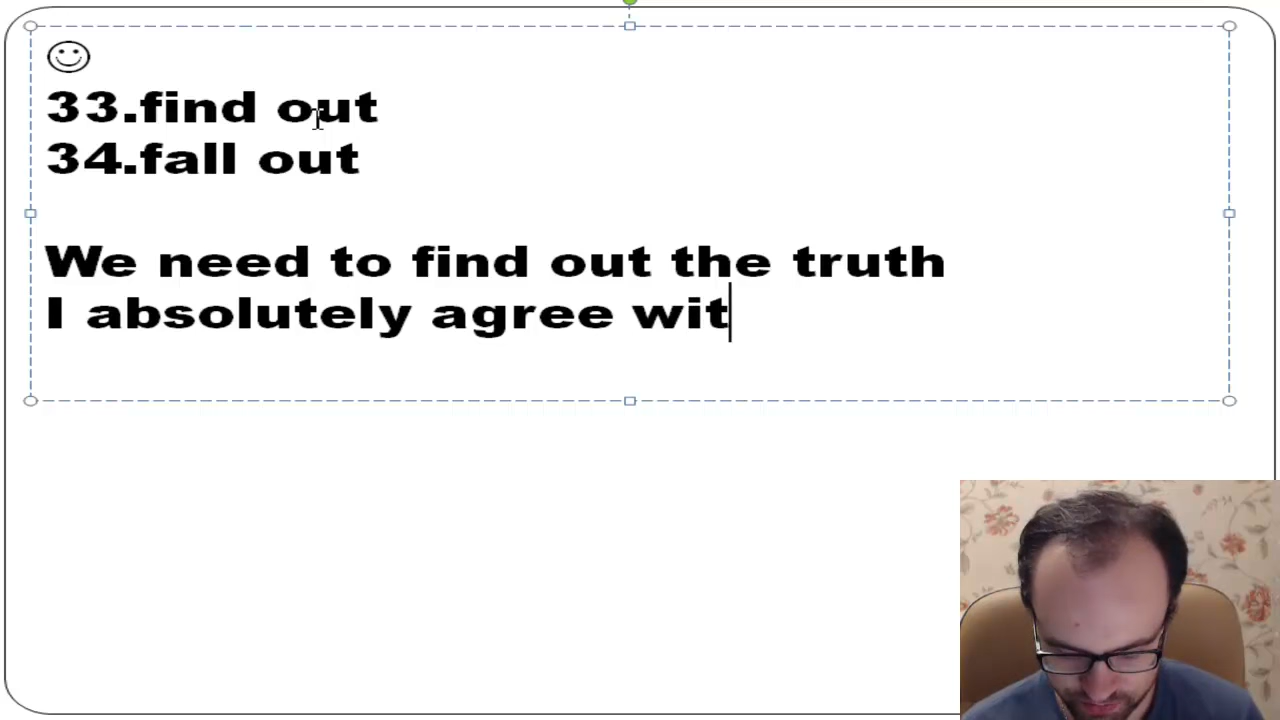 33.find out
34.fall out
We need to find out the truth
I absolutely agree wit